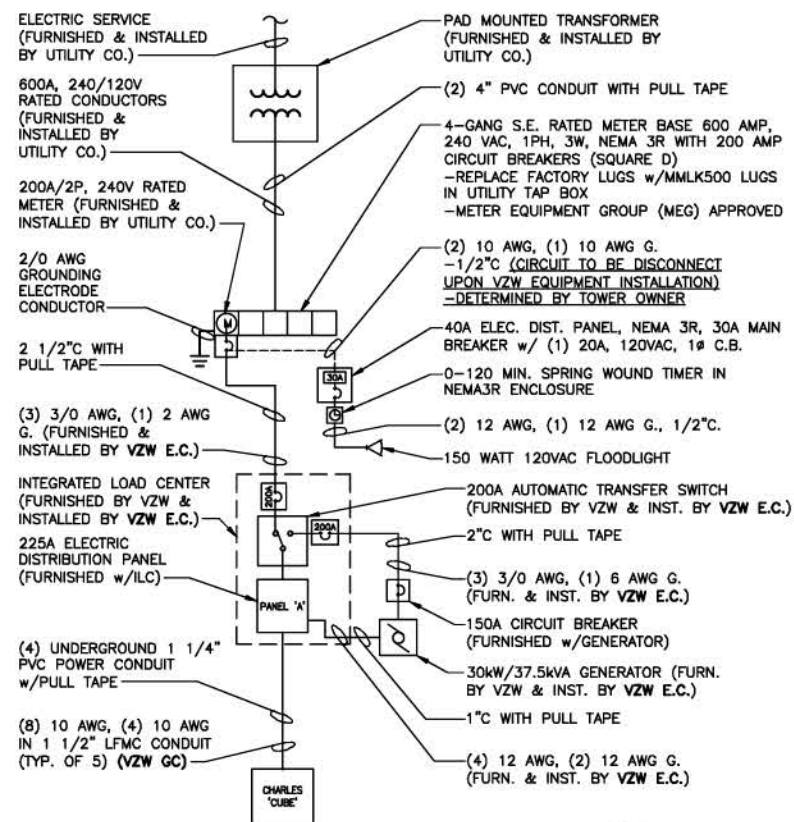 ELECTRIC SERVICE
(FURNISHED & INSTALLED
BY UTILITY CO.)
600A, 240/120V
RATED CONDUCTORS
(FURNISHED &
INSTALLED BY
UTILITY CO.)
200A/2P, 240V RATED
METER (FURNISHED &
INSTALLED BY UTILITY CO.)
2/0 AWG
GROUNDING
ELECTRODE
CONDUCTOR
2 1/2"C WITH
PULL TAPE
(3) 3/0 AWG, (1) 2 AWG
G. (FURNISHED &
INSTALLED BY VZW E.C.)
INTEGRATED LOAD CENTER
(FURNISHED BY VZW &
INSTALLED BY VZW E.C.)
225A ELECTRIC
DISTRIBUTION PANEL
(FURNISHED w/ILC)
(4) UNDERGROUND 1 1/4"
PVC POWER CONDUIT
w/PULL TAPE
(8) 10 AWG, (4) 10 AWG
IN 1 1/2" LFMC CONDUIT
(TYP. OF 5) (VZW GC)
M
30A
200A
200A
PANEL 'A'
CHARLES
'CUBE'
PAD MOUNTED TRANSFORMER
(FURNISHED & INSTALLED BY
UTILITY CO.)
(2) 4" PVC CONDUIT WITH PULL TAPE
4-GANG S.E. RATED METER BASE 600 AMP,
240 VAC, 1PH, 3W, NEMA 3R WITH 200 AMP
CIRCUIT BREAKERS (SQUARE D)
-REPLACE FACTORY LUGS w/MMLK500 LUGS
IN UTILITY TAP BOX
-METER EQUIPMENT GROUP (MEG) APPROVED
(2) 10 AWG, (1) 10 AWG G.
-1/2"C (CIRCUIT TO BE DISCONNECT
UPON VZW EQUIPMENT INSTALLATION)
-DETERMINED BY TOWER OWNER
40A ELEC. DIST. PANEL, NEMA 3R, 30A MAIN
BREAKER w/ (1) 20A, 120VAC, 1ø C.B.
0-120 MIN. SPRING WOUND TIMER IN
NEMA3R ENCLOSURE
(2) 12 AWG, (1) 12 AWG G., 1/2"C.
150 WATT 120VAC FLOODLIGHT
200A AUTOMATIC TRANSFER SWITCH
(FURNISHED BY VZW & INST. BY VZW E.C.)
2"C WITH PULL TAPE
(3) 3/0 AWG, (1) 6 AWG G.
(FURN. & INST. BY VZW E.C.)
150A CIRCUIT BREAKER
(FURNISHED w/GENERATOR)
30kW/37.5kVA GENERATOR (FURN.
BY VZW & INST. BY VZW E.C.
1"C WITH PULL TAPE
(4) 12 AWG, (2) 12 AWG G.
(FURN. & INST. BY VZW E.C.)